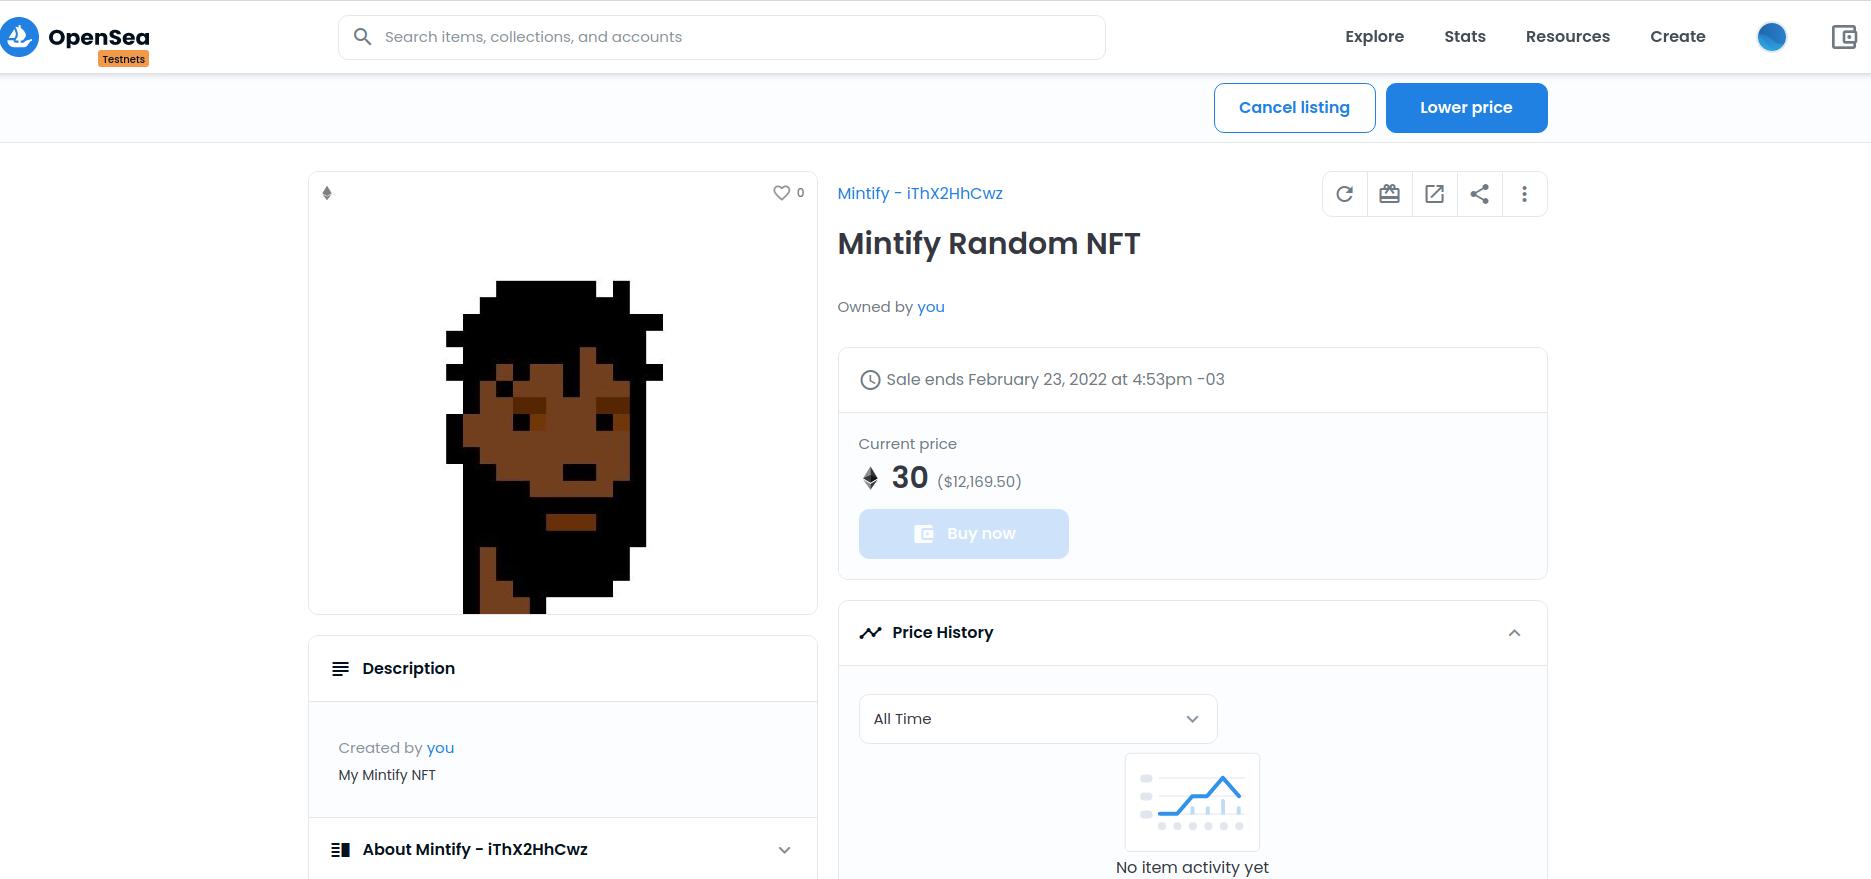 OpenSea
Testnets
Search items, collections, and accounts
Explore
Stats
Resources
Create
Cancel listing
Lower price
0
Mintify - iThX2HhCwz
Mintify Random NFT
Owned by you
Sale ends February 23, 2022 at 4:53pm -03
Current price
30 ($12,169.50)
Buy now
Price History
All Time
No item activity yet
Description
Created by you
My Mintify NFT
About Mintify - iThX2HhCwz